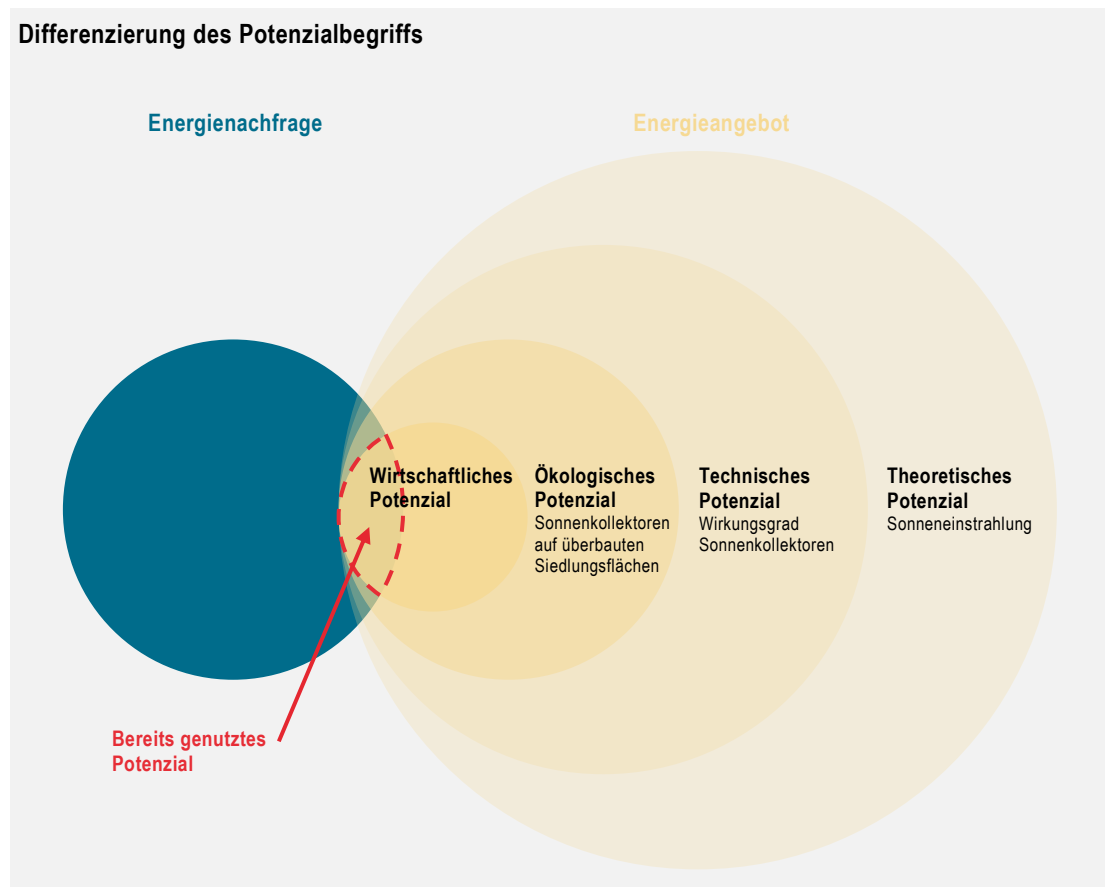 Differenzierung des Potenzialbegriffs
Energienachfrage
Energieangebot
Wirtschaftliches
Potenzial
Ökologisches
Potenzial
Sonnenkollektoren
auf überbauten
Siedlungsflächen
Technisches
Potenzial
Wirkungsgrad
Sonnenkollektoren
Theoretisches
Potenzial
Sonneneinstrahlung
Bereits genutztes
Potenzial